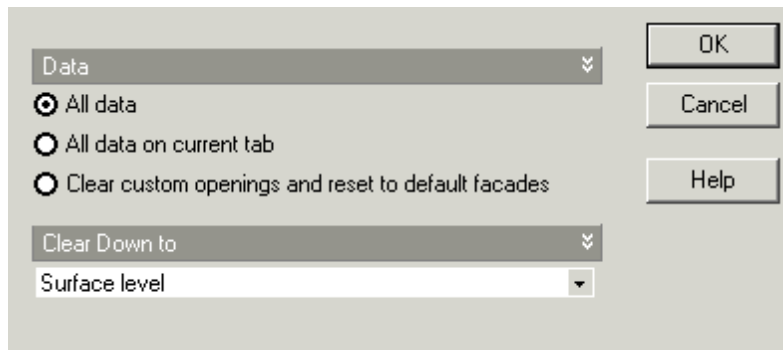 Data
All data
All data on current tab
Clear custom openings and reset to default facades
Clear Down to
Surface level
OK
Cancel
Help